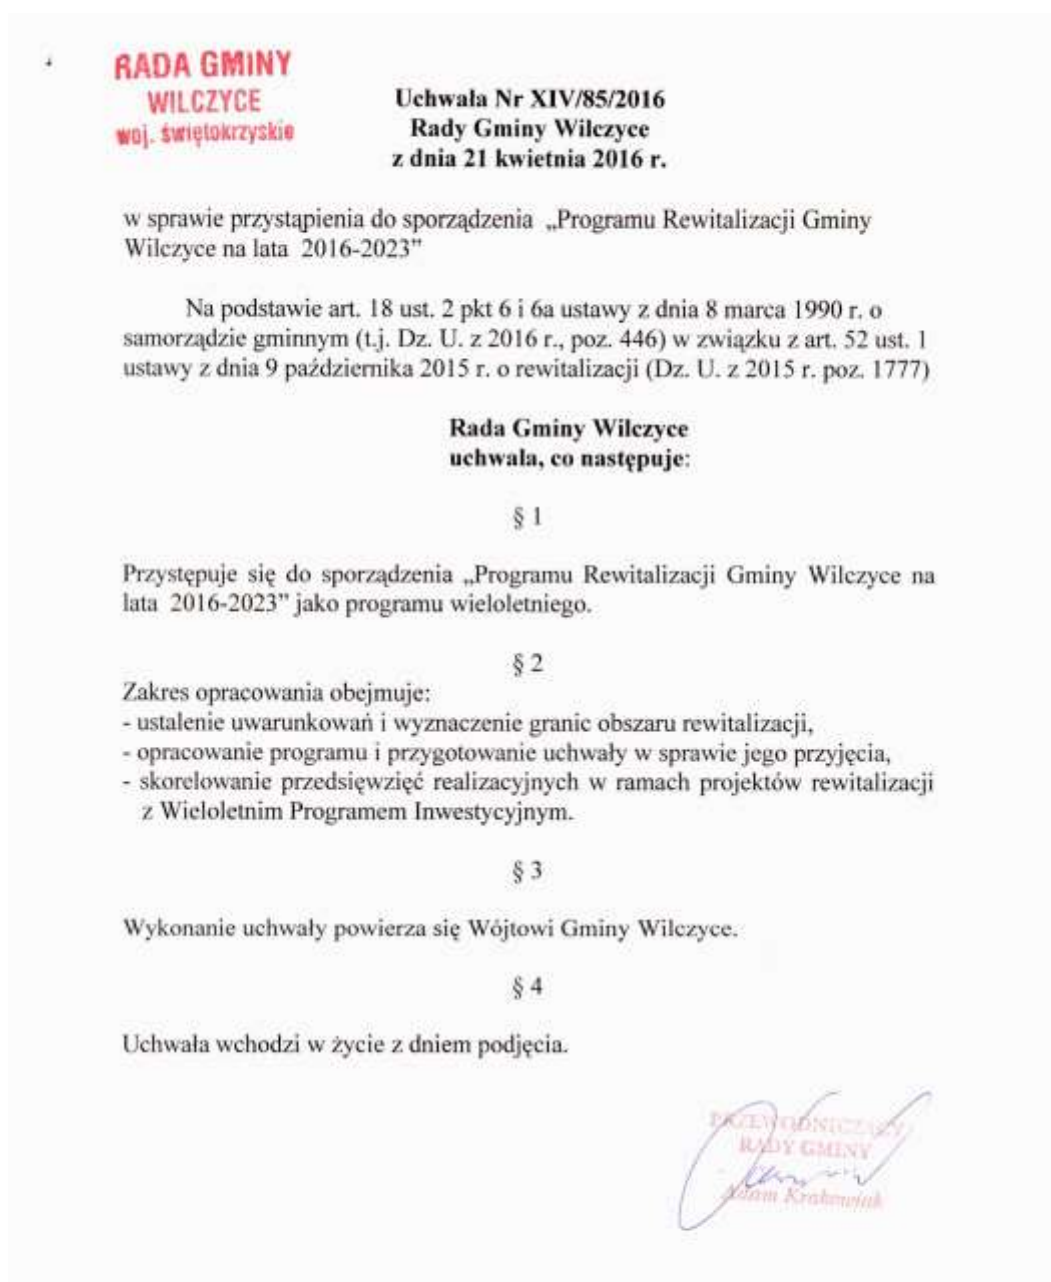 RADA GMINY
WILCZYCE
woj. świętokrzyskie
Uchwała Nr XIV/85/2016
Rady Gminy Wilczyce
z dnia 21 kwietnia 2016 r.
w sprawie przystąpienia do sporządzenia „Programu Rewitalizacji Gminy
Wilczyce na lata 2016-2023”
Na podstawie art. 18 ust. 2 pkt 6 i 6a ustawy z dnia 8 marca 1990 r. o
samorządzie gminnym (t.j. Dz. U. z 2016 r., poz. 446) w związku z art. 52 ust. 1
ustawy z dnia 9 października 2015 r. o rewitalizacji (Dz. U. z 2015 r. poz. 1777)
Rada Gminy Wilczyce
uchwala, co następuje:
§ 1
Przystępuje się do sporządzenia „Programu Rewitalizacji Gminy Wilczyce na
lata 2016-2023” jako programu wieloletniego.
§ 2
Zakres opracowania obejmuje:
- ustalenie uwarunkowań i wyznaczenie granic obszaru rewitalizacji,
- opracowanie programu i przygotowanie uchwały w sprawie jego przyjęcia,
- skorelowanie przedsięwzięć realizacyjnych w ramach projektów rewitalizacji
z Wieloletnim Programem Inwestycyjnym.
§ 3
Wykonanie uchwały powierza się Wójtowi Gminy Wilczyce.
§ 4
Uchwała wchodzi w życie z dniem podjęcia.
PRZEWODNICZĄCY
RADY GMINY
Adam Krakowiak